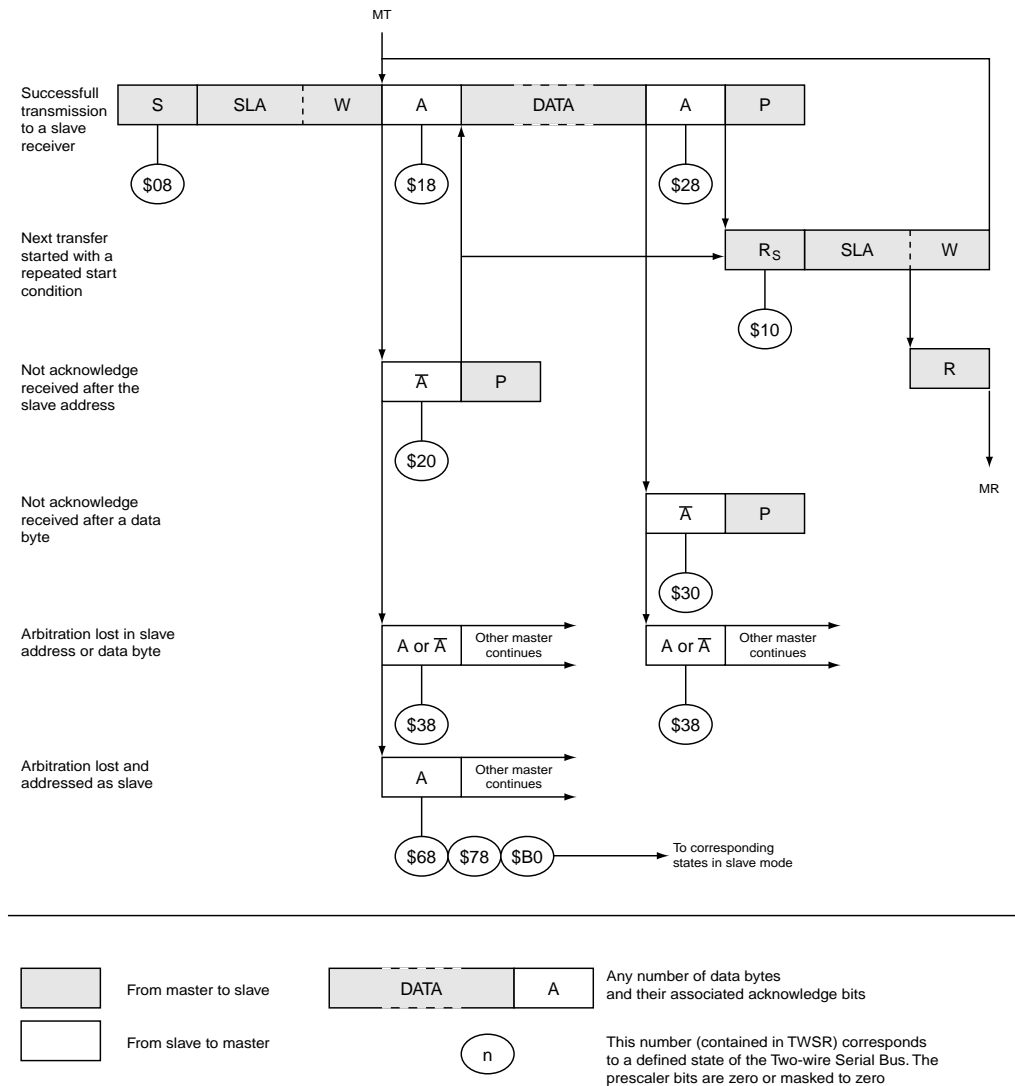 MT
Successfull
transmission
to a slave
receiver
S
SLA
W
A
DATA
A
P
$08
$18
$28
Next transfer
started with a
repeated start
condition
RS
SLA
W
$10
Not acknowledge
received after the
slave address
A̅
P
R
$20
MR
Not acknowledge
received after a data
byte
A̅
P
$30
Arbitration lost in slave
address or data byte
A or A̅
Other master
continues
A or A̅
Other master
continues
$38
$38
Arbitration lost and
addressed as slave
A
Other master
continues
$68
$78
$B0
To corresponding
states in slave mode
From master to slave
DATA
A
Any number of data bytes
and their associated acknowledge bits
From slave to master
n
This number (contained in TWSR) corresponds
to a defined state of the Two-wire Serial Bus. The
prescaler bits are zero or masked to zero